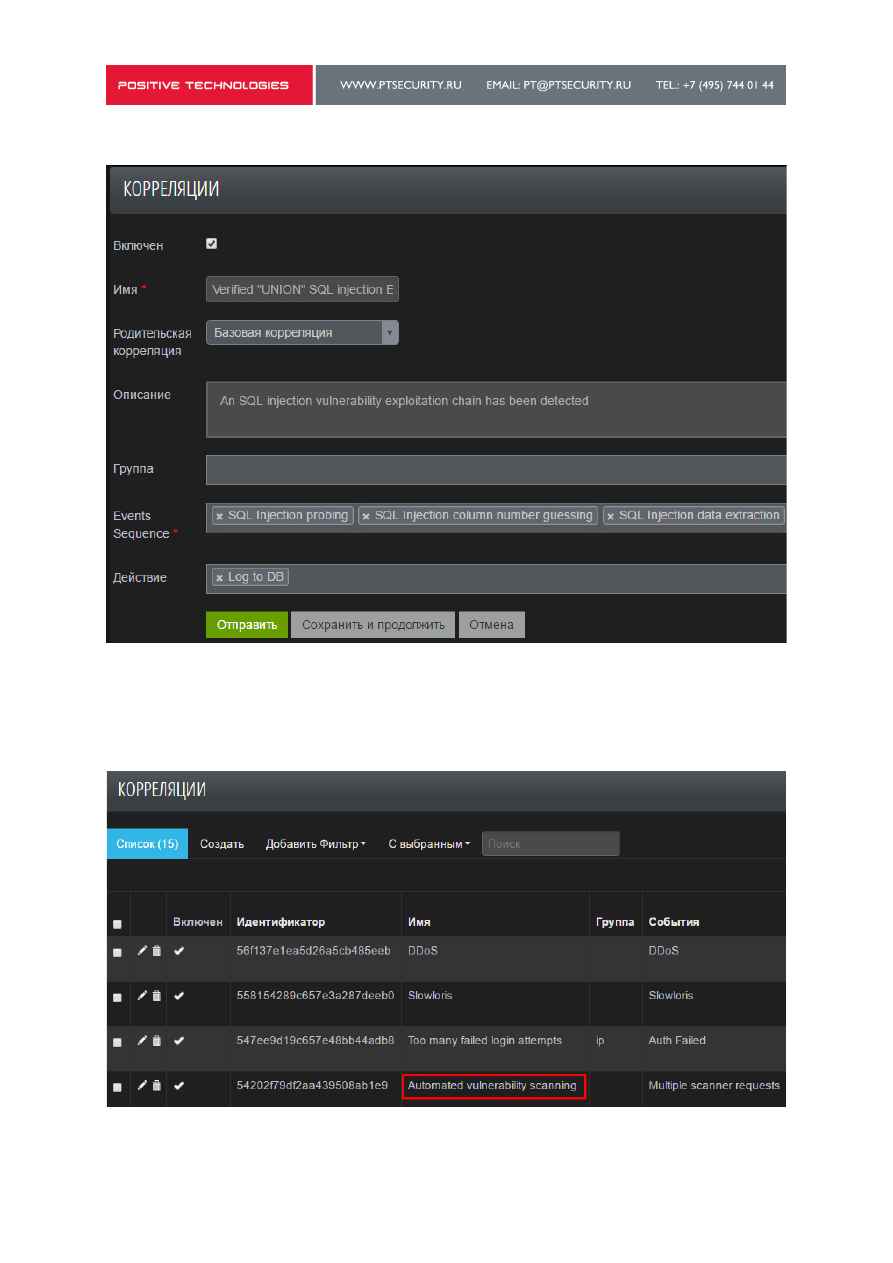 POSITIVE TECHNOLOGIES WWW.PTSECURITY.RU EMAIL: PT@PTSECURITY.RU TEL.: +7 (495) 744 01 44
КОРРЕЛЯЦИИ
Включен
Имя * Verified "UNION" SQL injection E
Родительская корреляция Базовая корреляция
Описание An SQL injection vulnerability exploitation chain has been detected
Группа
Events Sequence * × SQL Injection probing × SQL Injection column number guessing × SQL Injection data extraction
Действие × Log to DB
Отправить Сохранить и продолжить Отмена
КОРРЕЛЯЦИИ
Список (15) Создать Добавить Фильтр С выбранным Поиск
Включен Идентификатор Имя Группа События
56f137e1ea5d26a5cb485eeb DDoS DDoS
558154289c657e3a287deeb0 Slowloris Slowloris
547ee9d19c657e48bb44adb8 Too many failed login attempts ip Auth Failed
54202f79df2aa439508ab1e9 Automated vulnerability scanning Multiple scanner requests